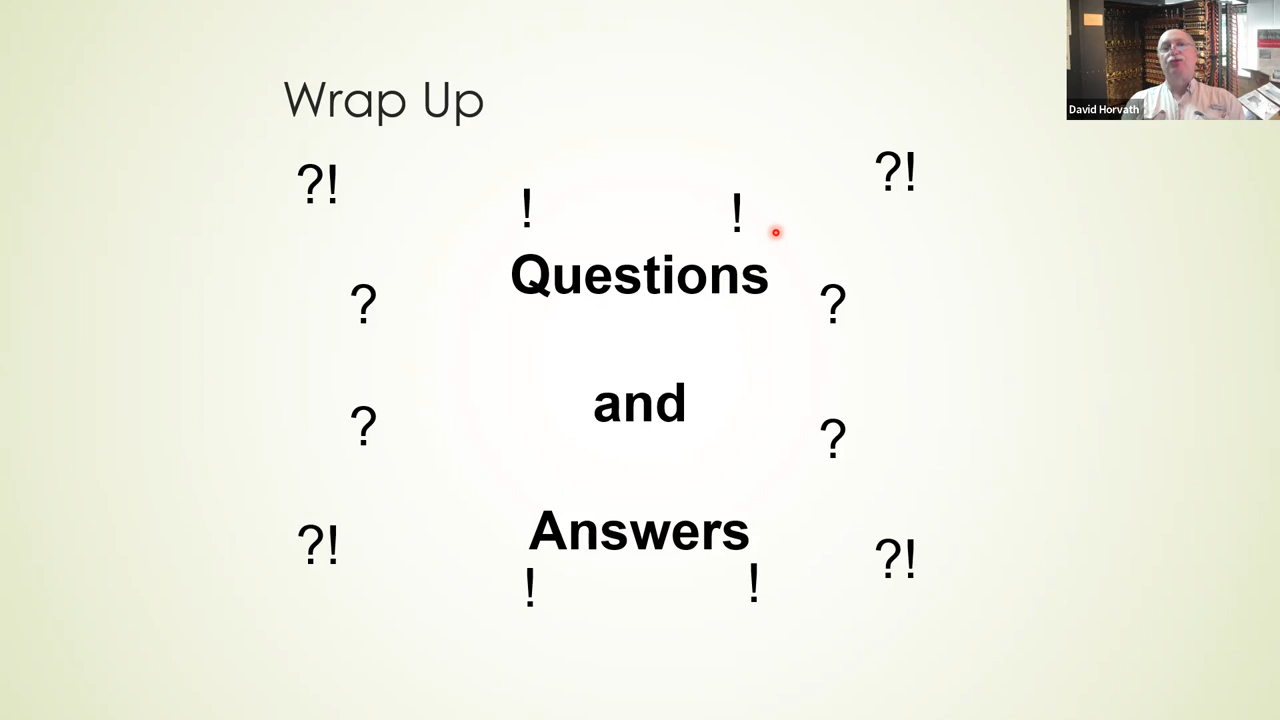 Wrap Up
David Horvath
?! ?!
! !
Questions
? ?
and
? ?
Answers
?! ?!
! !